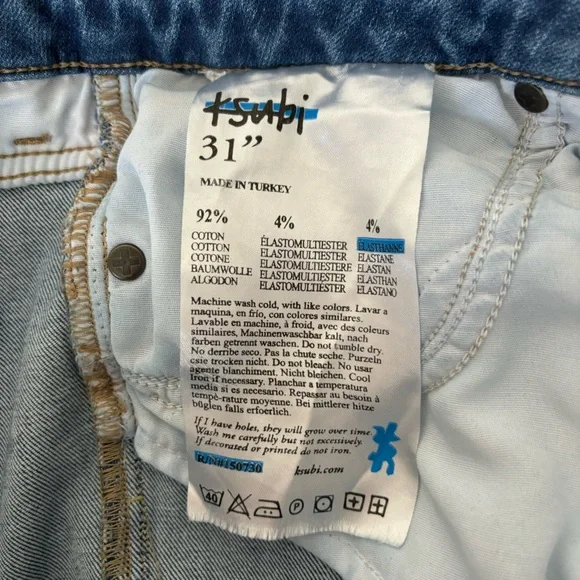 ksubi
31”
MADE IN TURKEY
92% 4% 4%
COTON ÉLASTOMULTIESTER ÉLASTHANNE
COTTON ELASTOMULTIESTER ELASTANE
COTONE ELASTOMULTIESTERE ELASTAN
BAUMWOLLE ELASTOMULTIESTER ELASTHAN
ALGODON ELASTOMULTIESTER ELASTANO
Machine wash cold, with like colors. Lavar a
maquina, en frío, con colores similares.
Lavable en machine, à froid, avec des coleurs
similaires, Machinenwaschbar kalt, nach
farben getrennt waschen. Do not tumble dry.
No derribe seco. Pas la chute seche. Purzeln
csie trocken nicht. Do not bleach. No usar
agente blanchiment. Nicht bleichen. Cool
Iron if necessary. Planchar a temperatura
media si es necesario. Repassar au besoin à
tempè-rature moyenne. Bei mittlerer hitze
büglen falls erfoerlich.
If I have holes, they will grow over time.
Wash me carefully but not excessively.
If decorated or printed do not iron.
R/N#150730 ksubi.com
40 P